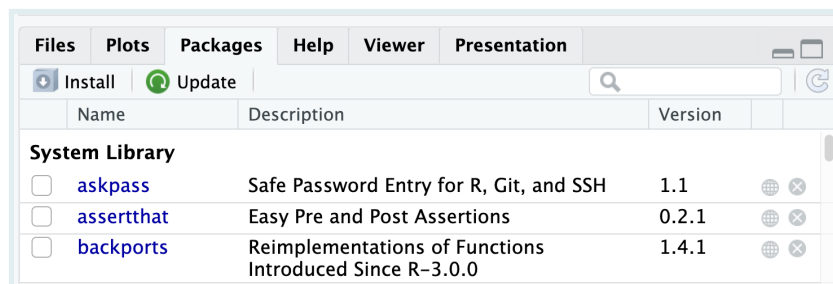 Files Plots Packages Help Viewer Presentation
Install Update
Name Description Version
System Library
askpass Safe Password Entry for R, Git, and SSH 1.1
assertthat Easy Pre and Post Assertions 0.2.1
backports Reimplementations of Functions 1.4.1
Introduced Since R-3.0.0